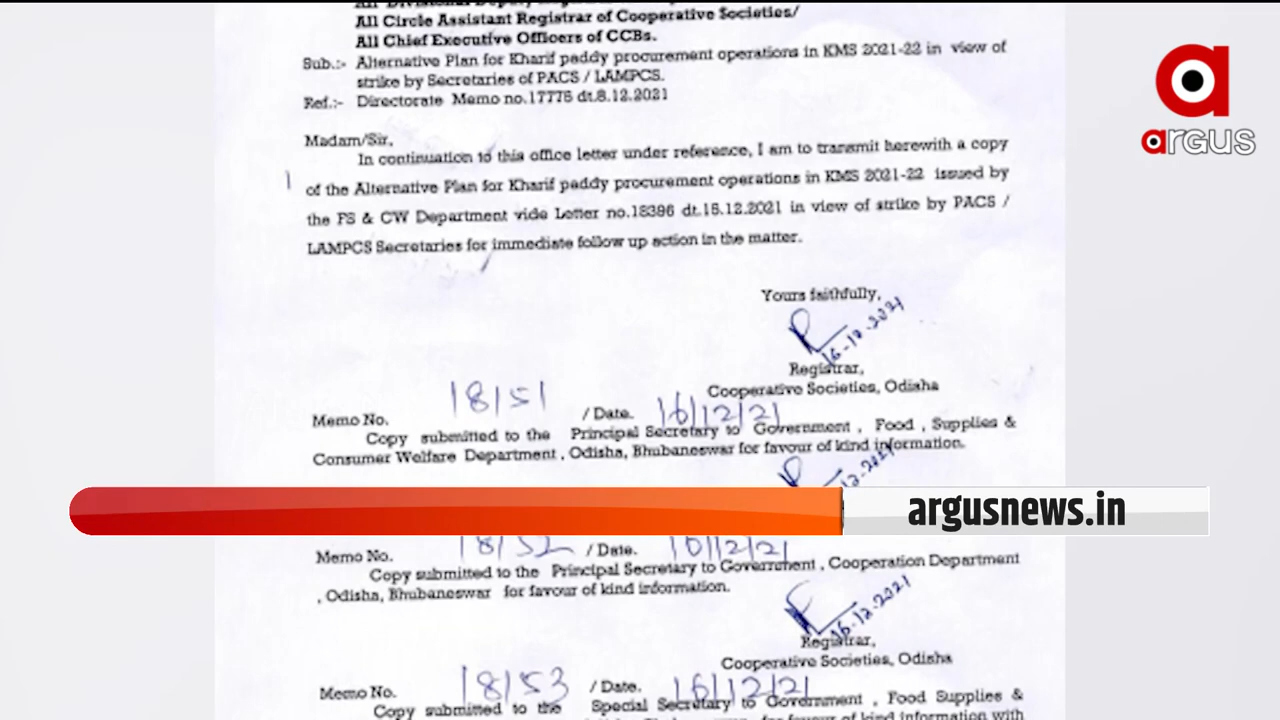 All Circle Assistant Registrar of Cooperative Societies/
All Chief Executive Officers of CCBs.
Sub.:- Alternative Plan for Kharif paddy procurement operations in KMS 2021-22 in view of
strike by Secretaries of PACS / LAMPCS.
Ref.:- Directorate Memo no.17775 dt.8.12.2021
argus
Madam/Sir,
In continuation to this office letter under reference, I am to transmit herewith a copy
of the Alternative Plan for Kharif paddy procurement operations in KMS 2021-22 issued by
the FS & CW Department vide Letter no.18396 dt.15.12.2021 in view of strike by PACS /
LAMPCS Secretaries for immediate follow up action in the matter.
Yours faithfully,
16-12-2021
Registrar,
Cooperative Societies, Odisha
Memo No. 18151 / Date. 16/12/21
Copy submitted to the Principal Secretary to Government , Food , Supplies &
Consumer Welfare Department , Odisha, Bhubaneswar for favour of kind information.
argusnews.in
Memo No. 18152 / Date. 16/12/21
Copy submitted to the Principal Secretary to Government , Cooperation Department
, Odisha, Bhubaneswar for favour of kind information.
16-12-2021
Registrar,
Cooperative Societies, Odisha
Memo No. 18153 / Date. 16/12/21
Copy submitted to the Special Secretary to Government , Food Supplies &
for favour of kind information with